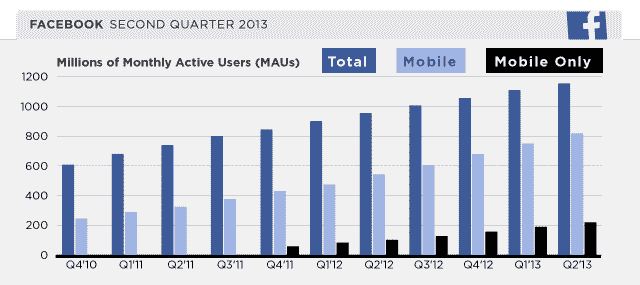 FACEBOOK SECOND QUARTER 2013
Millions of Monthly Active Users (MAUs)
Total
Mobile
Mobile Only
1200
1000
800
600
400
200
0
Q4'10 Q1'11 Q2'11 Q3'11 Q4'11 Q1'12 Q2'12 Q3'12 Q4'12 Q1'13 Q2'13